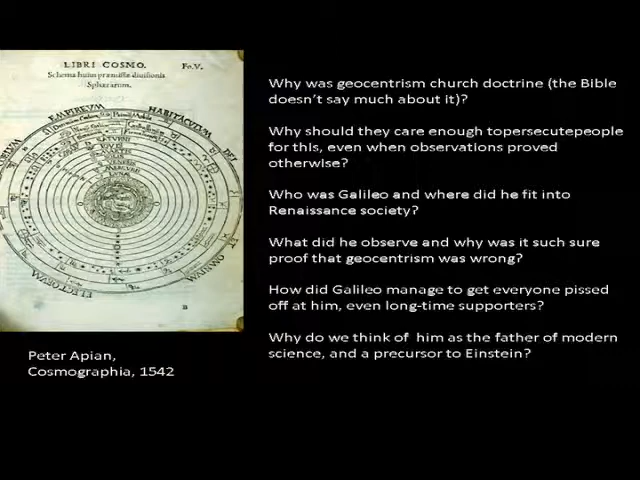 LIBRI COSMO. Fo.V.
Schema huius præmissæ diuisionis
Sphærarum.
EMPIREVM HABITACVLVM DEI
ELECTORVM
Why was geocentrism church doctrine (the Bible
doesn't say much about it)?
Why should they care enough topersecutepeople
for this, even when observations proved
otherwise?
Who was Galileo and where did he fit into
Renaissance society?
What did he observe and why was it such sure
proof that geocentrism was wrong?
How did Galileo manage to get everyone pissed
off at him, even long-time supporters?
Why do we think of him as the father of modern
science, and a precursor to Einstein?
Peter Apian,
Cosmographia, 1542